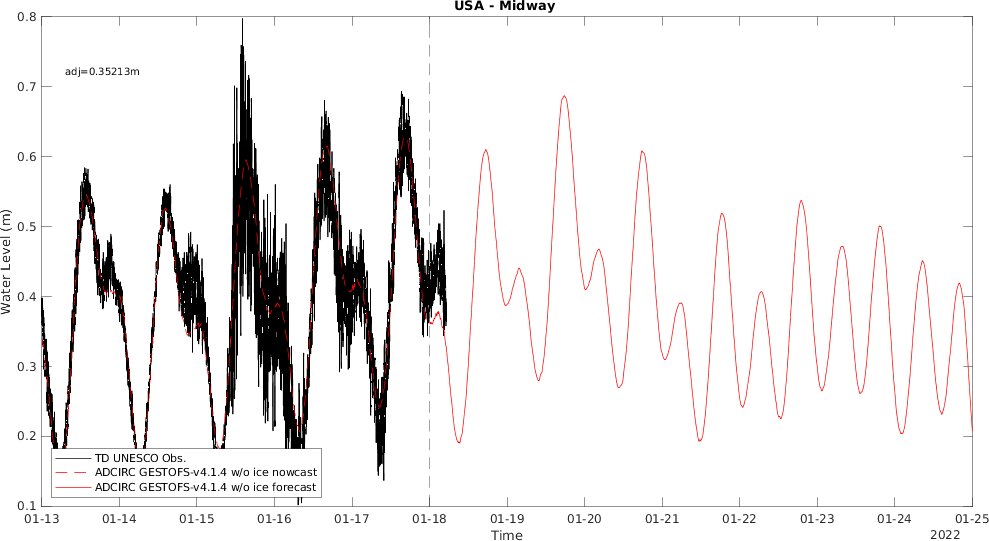 USA - Midway
adj=0.35213m
Water Level (m)
0.8
0.7
0.6
0.5
0.4
0.3
0.2
0.1
TD UNESCO Obs.
ADCIRC GESTOFS-v4.1.4 w/o ice nowcast
ADCIRC GESTOFS-v4.1.4 w/o ice forecast
01-13 01-14 01-15 01-16 01-17 01-18 01-19 01-20 01-21 01-22 01-23 01-24 01-25
Time
2022